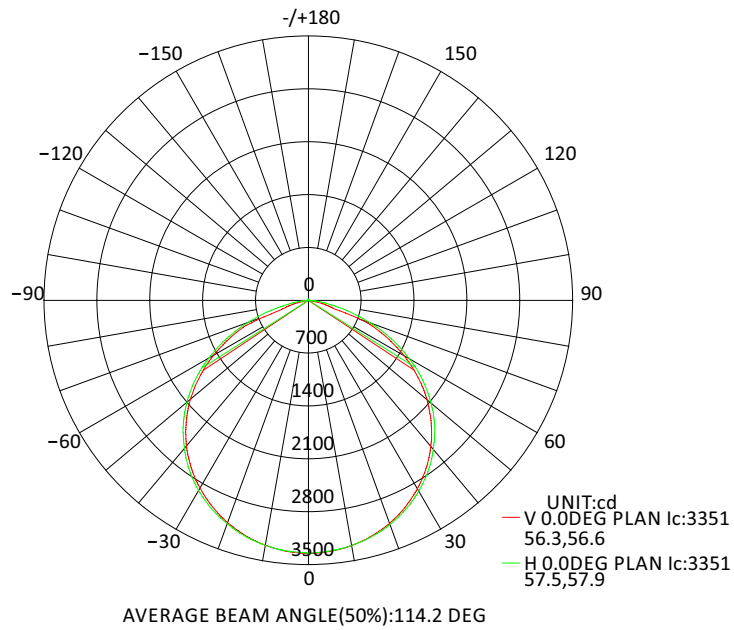 -/+180
−150 150
−120 120
−90 0 90
700
1400
−60 60
2100
2800
−30 30
3500
0
UNIT:cd
V 0.0DEG PLAN Ic:3351
56.3,56.6
H 0.0DEG PLAN Ic:3351
57.5,57.9
AVERAGE BEAM ANGLE(50%):114.2 DEG